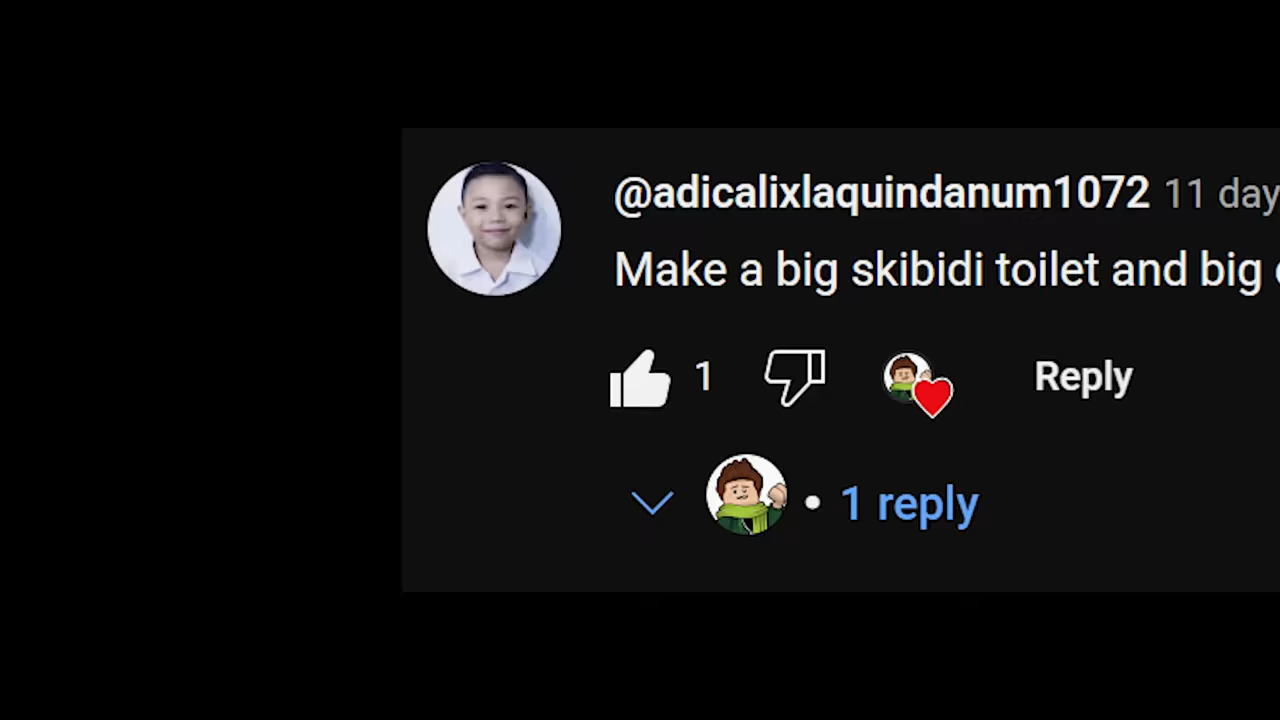 @adicalixlaquindanum1072 11 day
Make a big skibidi toilet and big
1
Reply
• 1 reply